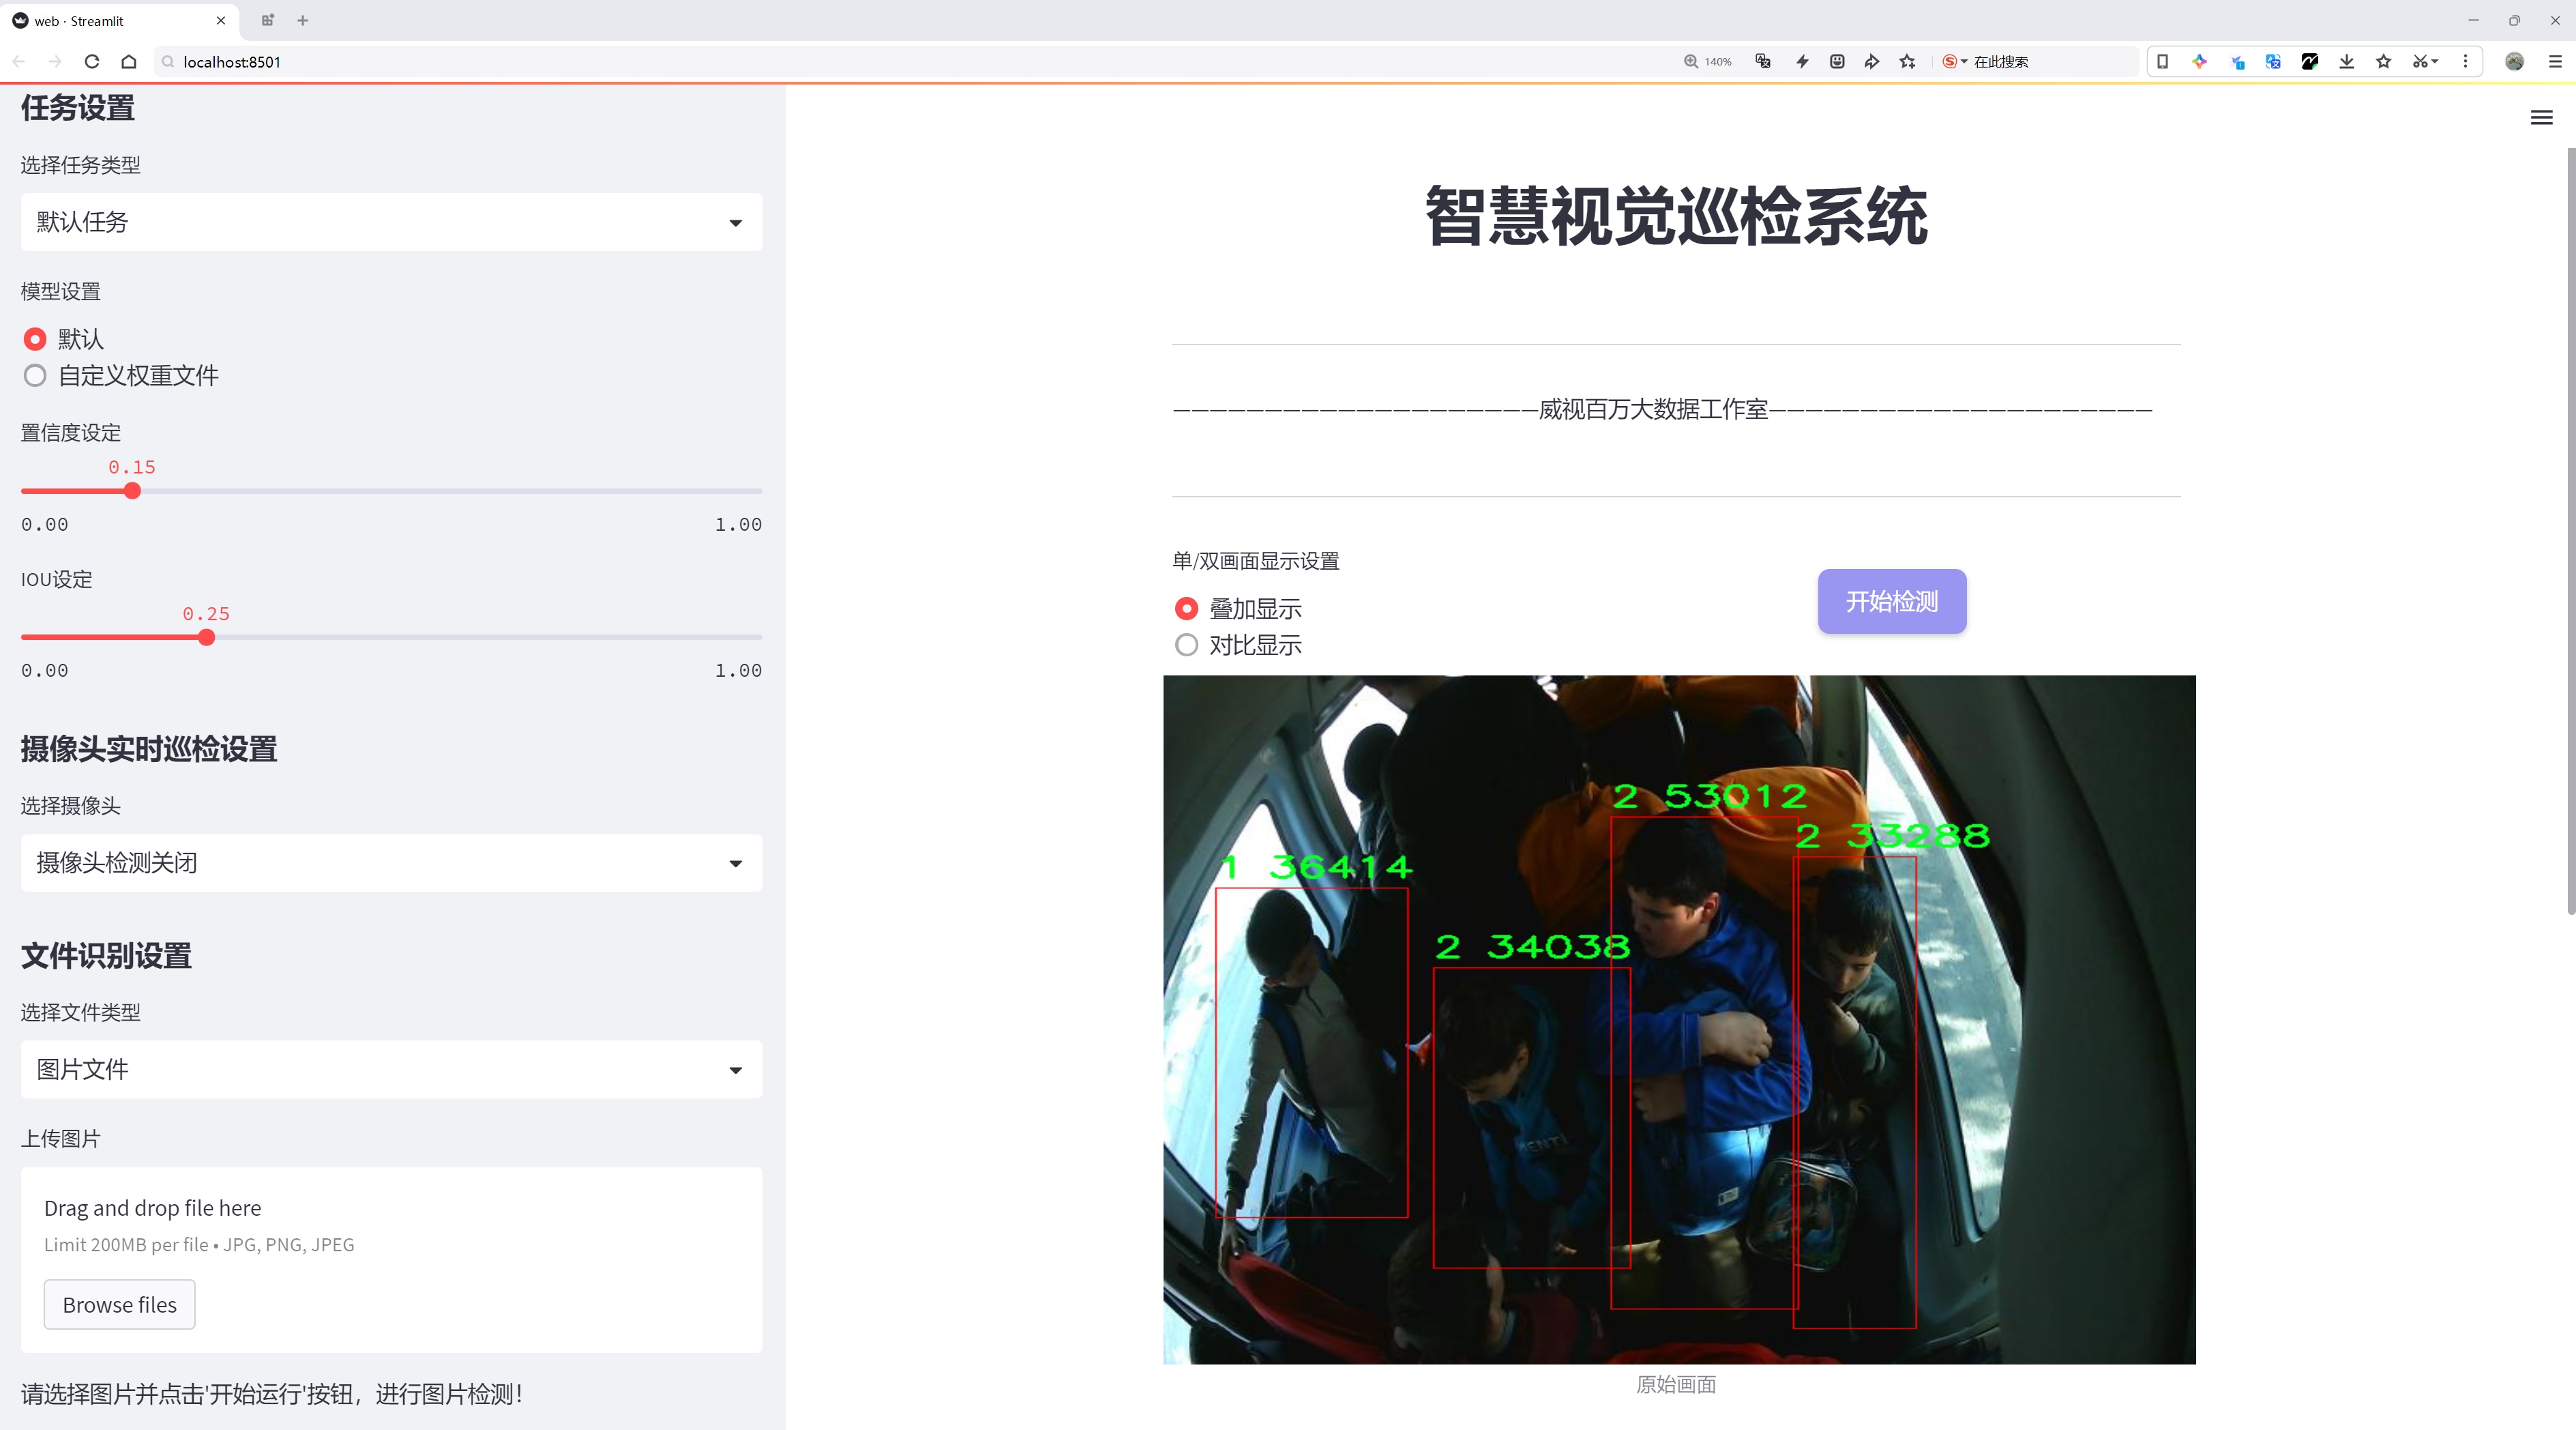 web · Streamlit
localhost:8501
140%
在此搜索
任务设置
选择任务类型
默认任务
模型设置
默认
自定义权重文件
置信度设定
0.15
0.00 1.00
IOU设定
0.25
0.00 1.00
摄像头实时巡检设置
选择摄像头
摄像头检测关闭
文件识别设置
选择文件类型
图片文件
上传图片
Drag and drop file here
Limit 200MB per file • JPG, PNG, JPEG
Browse files
请选择图片并点击'开始运行'按钮，进行图片检测！
智慧视觉巡检系统
————————————————————威视百万大数据工作室—————————————————————
单/双画面显示设置
叠加显示
对比显示
开始检测
2 53012
2 33288
1 36414
2 34038
原始画面